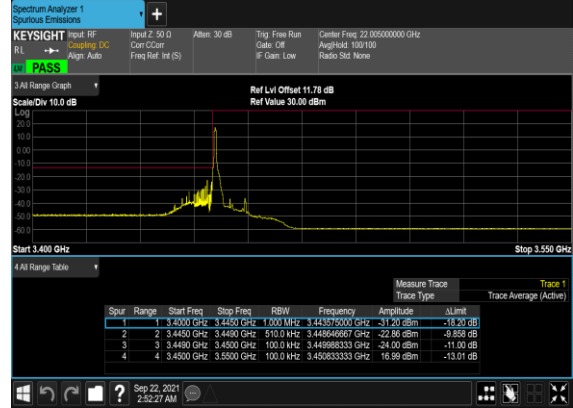 Spectrum Analyzer 1
Spurious Emissions
KEYSIGHT Input: RF Input Z: 50 Ω Atten: 30 dB Trig: Free Run Center Freq: 22.005000000 GHz
RL Coupling: DC Corr CCorr Gate: Off Avg|Hold: 100/100
Align: Auto Freq Ref: Int (S) IF Gain: Low Radio Std: None
PASS
3 All Range Graph
Ref Lvl Offset 11.78 dB
Scale/Div 10.0 dB Ref Value 30.00 dBm
Log
20.0
10.0
0.00
-10.0
-20.0
-30.0
-40.0
-50.0
-60.0
Start 3.400 GHz Stop 3.550 GHz
4 All Range Table
Measure Trace Trace 1
Trace Type Trace Average (Active)
Spur Range Start Freq Stop Freq RBW Frequency Amplitude ΔLimit
1 1 3.4000 GHz 3.4450 GHz 1.000 MHz 3.443575000 GHz -31.20 dBm -18.20 dB
2 2 3.4450 GHz 3.4490 GHz 510.0 kHz 3.448646667 GHz -22.86 dBm -9.858 dB
3 3 3.4490 GHz 3.4500 GHz 100.0 kHz 3.449988333 GHz -24.00 dBm -11.00 dB
4 4 3.4500 GHz 3.5500 GHz 100.0 kHz 3.450833333 GHz 16.99 dBm -13.01 dB
Sep 22, 2021
2:52:27 AM